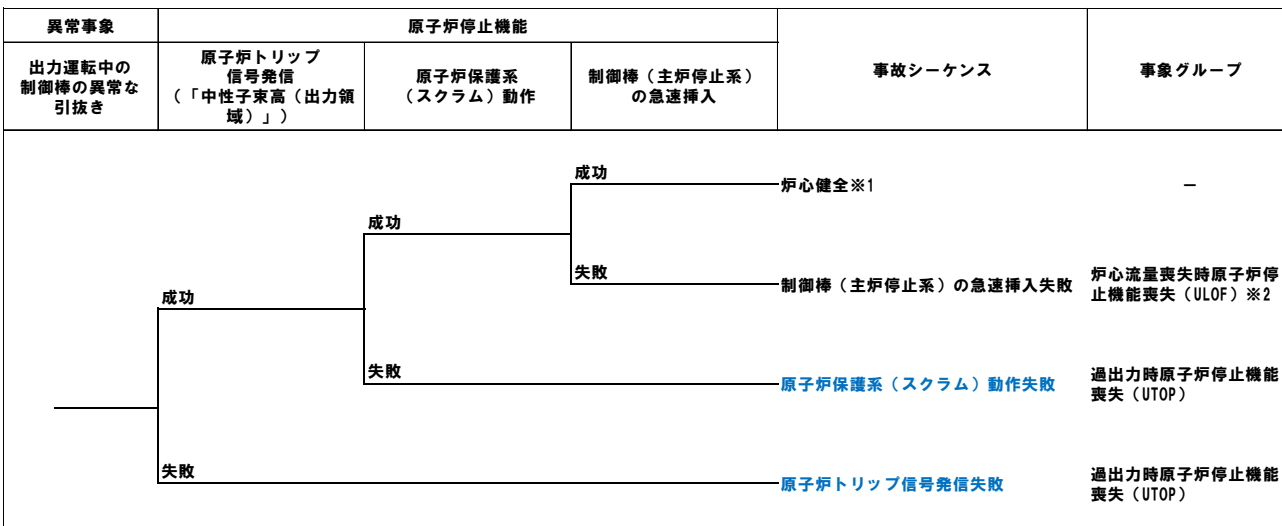 異常事象
原子炉停止機能
出力運転中の
制御棒の異常な
引抜き
原子炉トリップ
信号発信
（「中性子束高（出力領
域）」）
原子炉保護系
（スクラム）動作
制御棒（主炉停止系）
の急速挿入
事故シーケンス
事象グループ
成功
炉心健全※1
－
成功
失敗
制御棒（主炉停止系）の急速挿入失敗
炉心流量喪失時原子炉停
止機能喪失（ULOF）※2
成功
失敗
原子炉保護系（スクラム）動作失敗
過出力時原子炉停止機能
喪失（UTOP）
失敗
原子炉トリップ信号発信失敗
過出力時原子炉停止機能
喪失（UTOP）